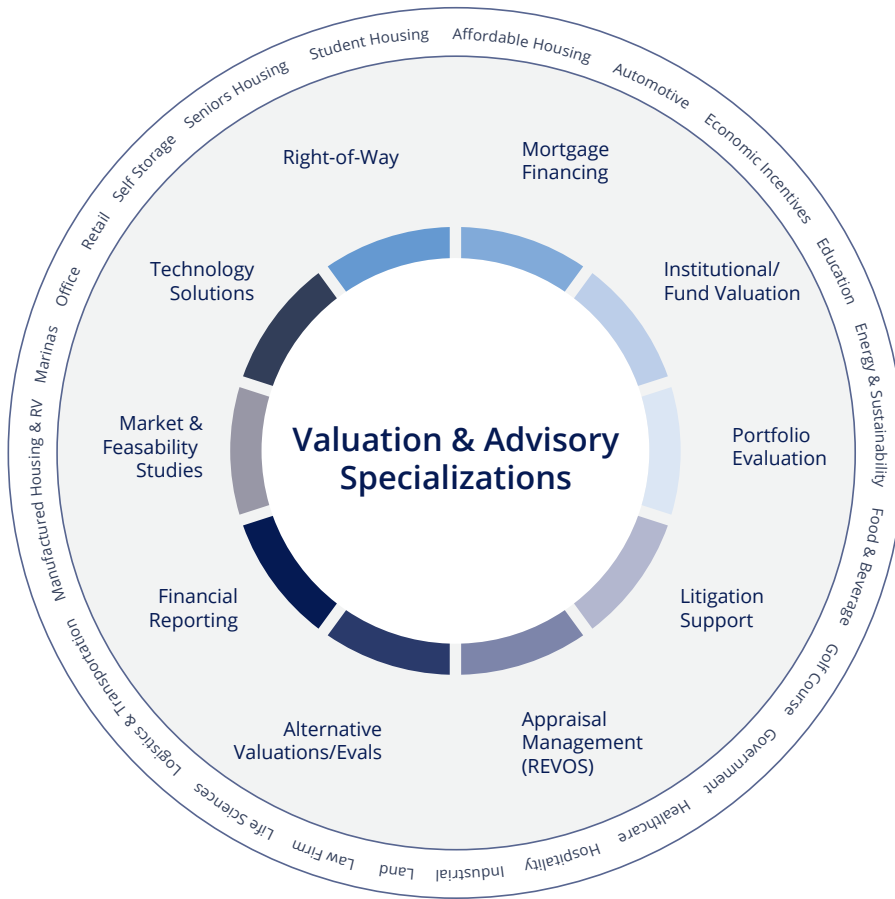 Affordable Housing
Automotive
Economic Incentives
Education
Energy & Sustainability
Food & Beverage
Golf Course
Government
Healthcare
Hospitality
Industrial
Land
Law Firm
Life Sciences
Logistics & Transportation
Manufactured Housing & RV
Marinas
Office
Retail
Self Storage
Seniors Housing
Student Housing
Mortgage
Financing
Institutional/
Fund Valuation
Portfolio
Evaluation
Litigation
Support
Appraisal
Management
(REVOS)
Alternative
Valuations/Evals
Financial
Reporting
Market &
Feasability
Studies
Technology
Solutions
Right-of-Way
Valuation & Advisory
Specializations